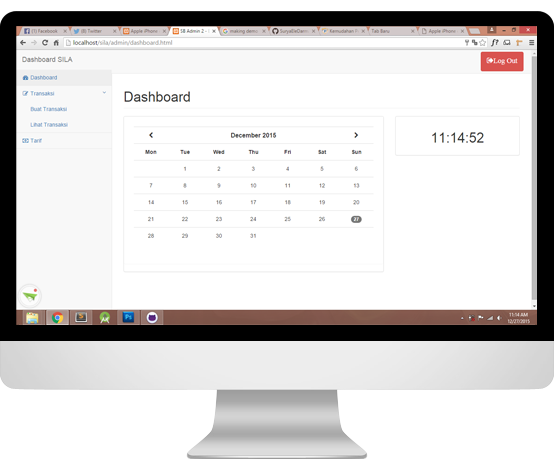 (1) Facebook
(8) Twitter
Apple iPhone
SB Admin 2 -
making demo
SuryaEkDarm
Kemudahan
Tab Baru
Apple iPhone
localhost/sila/admin/dashboard.html
Dashboard SILA
Log Out
Dashboard
Transaksi
Buat Transaksi
Lihat Transaksi
Tarif
Dashboard
December 2015
Mon Tue Wed Thu Fri Sat Sun
1 2 3 4 5 6
7 8 9 10 11 12 13
14 15 16 17 18 19 20
21 22 23 24 25 26 27
28 29 30 31
11:14:52
11:14 AM
12/27/2015